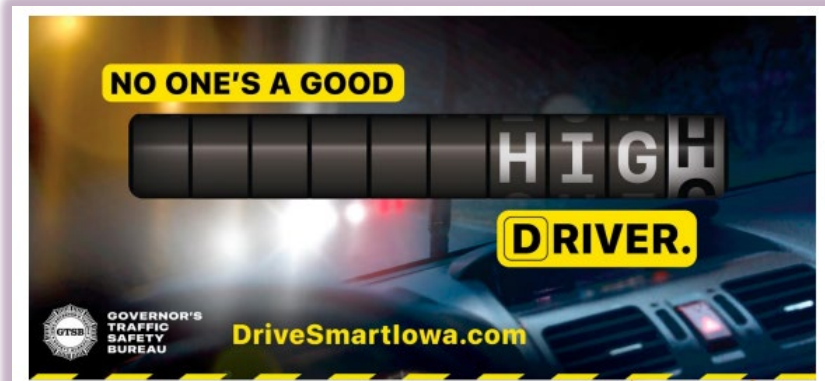 NO ONE'S A GOOD
HIGH
DRIVER.
GTSB
GOVERNOR'S
TRAFFIC
SAFETY
BUREAU
DriveSmartIowa.com